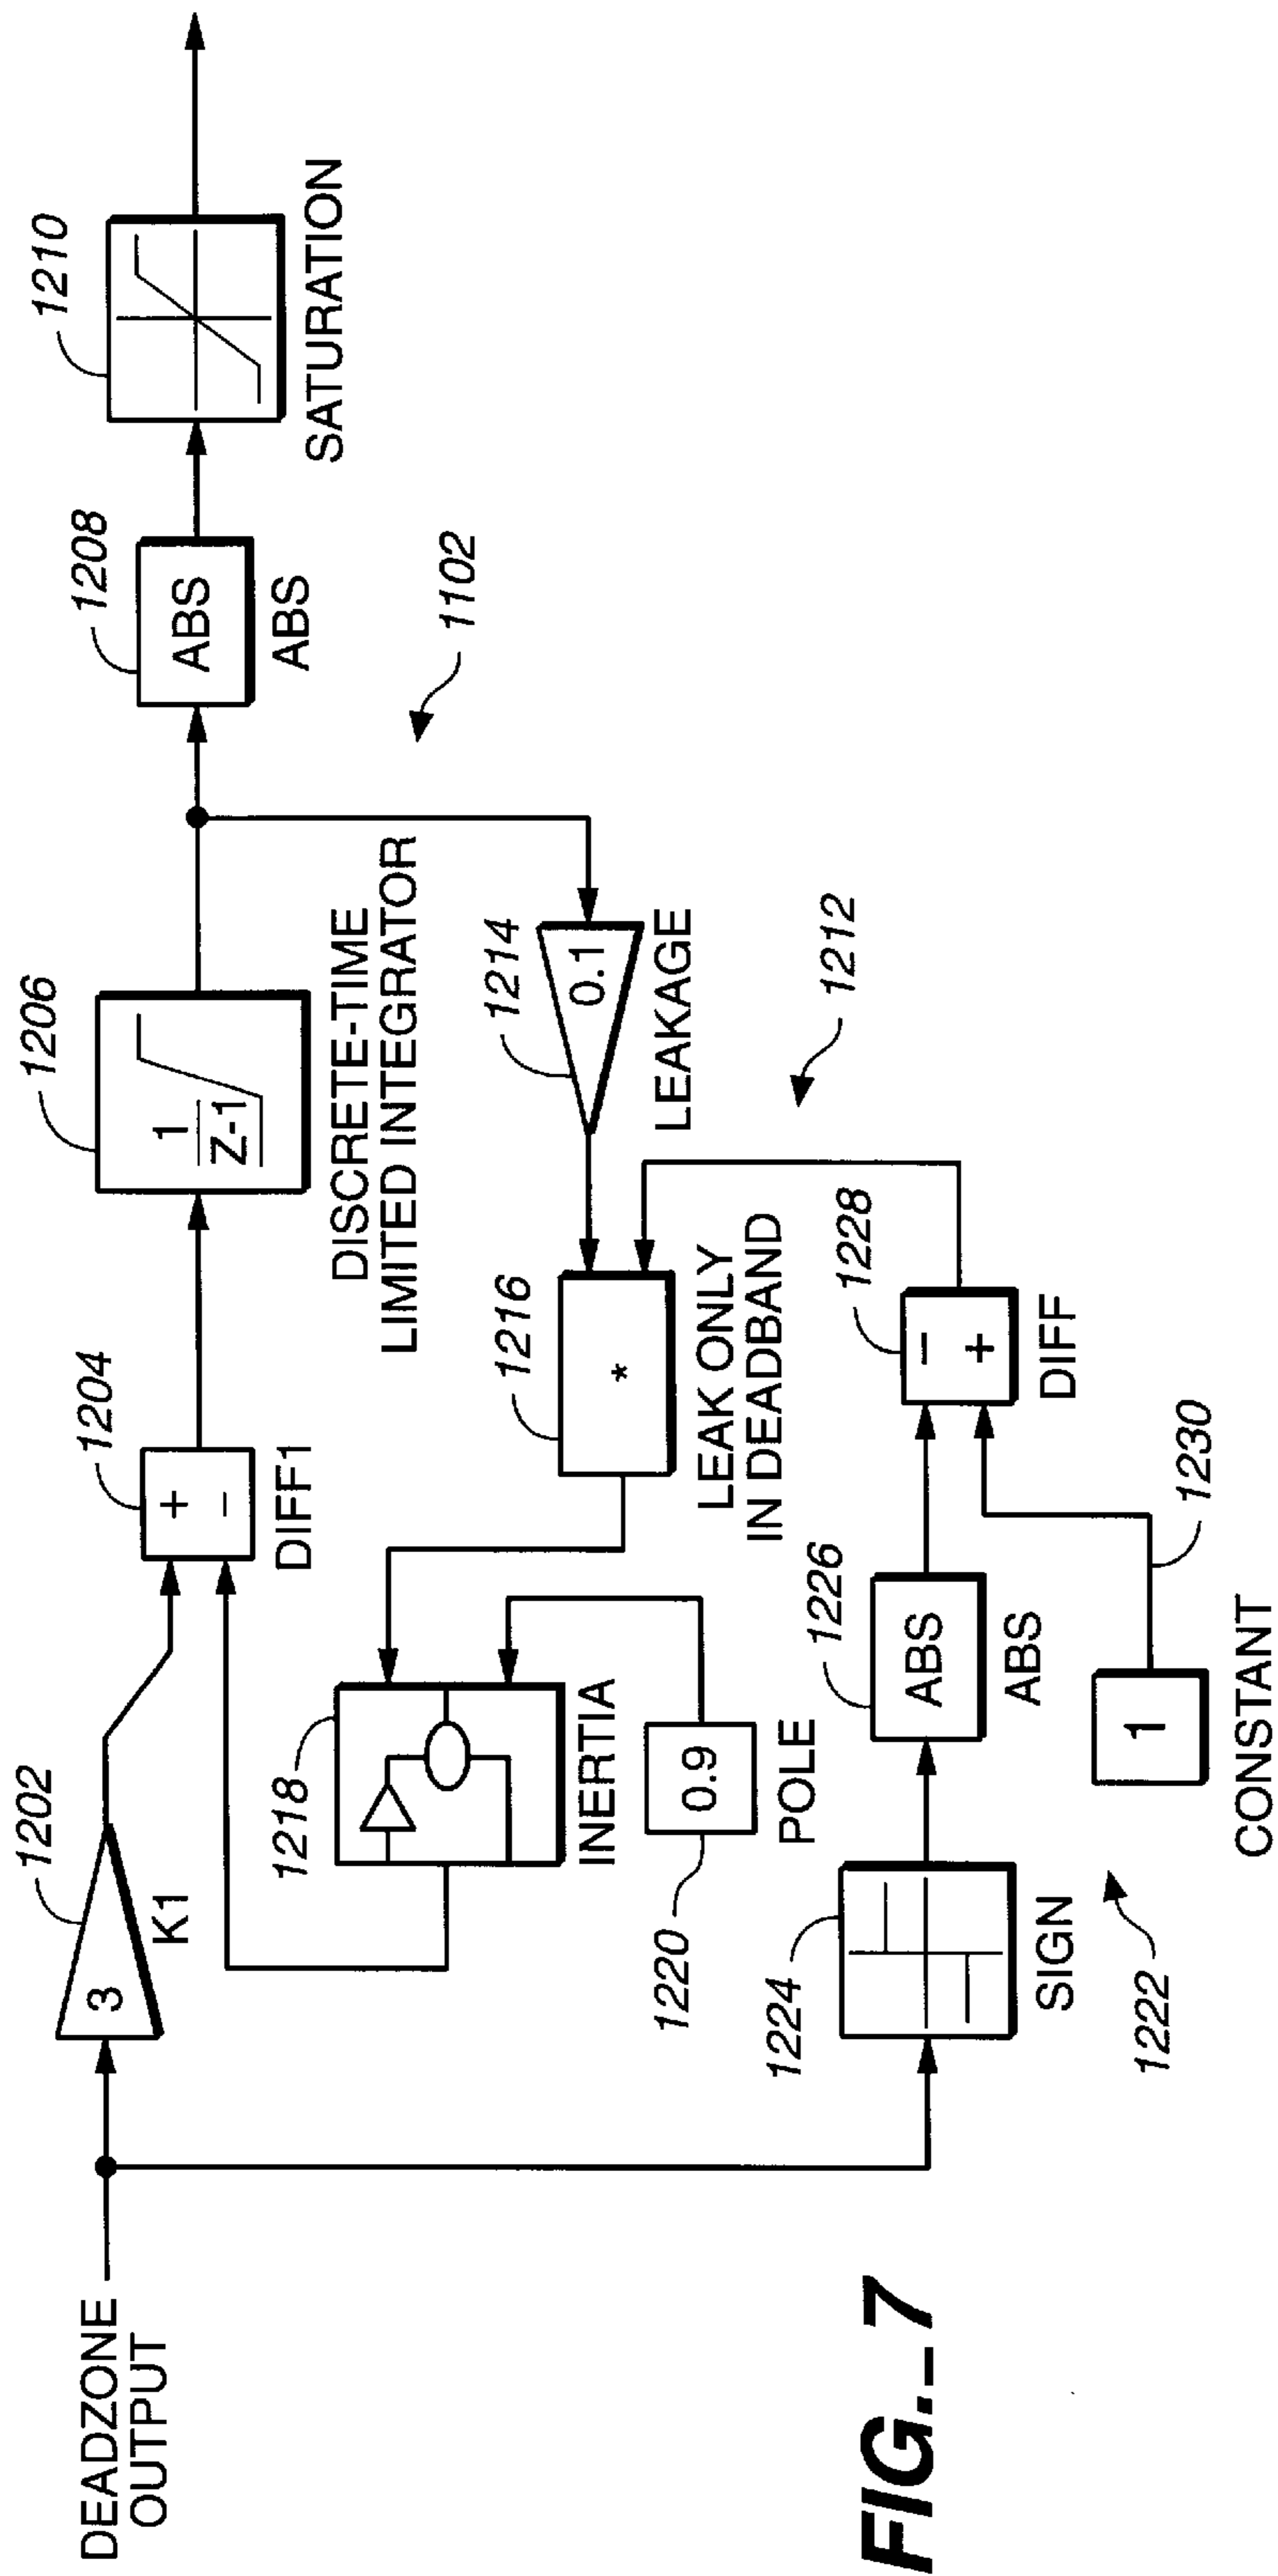 DEADZONE
OUTPUT
1202
3
K1
1204
+
-
DIFF1
1206
1
Z-1
DISCRETE-TIME
LIMITED INTEGRATOR
1208
ABS
ABS
1210
SATURATION
1102
1214
0.1
LEAKAGE
1212
1216
*
LEAK ONLY
IN DEADBAND
1218
INERTIA
1220
0.9
POLE
1224
SIGN
1222
1226
ABS
ABS
1228
-
+
DIFF
1230
1
CONSTANT
FIG._7